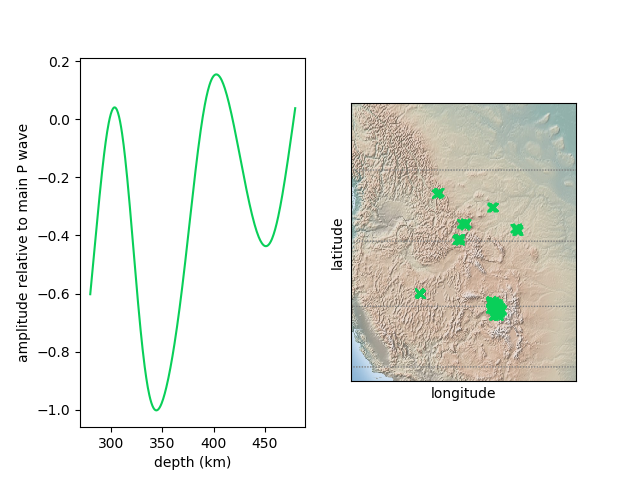 0.2
0.0
−0.2
−0.4
−0.6
−0.8
−1.0
amplitude relative to main P wave
300 350 400 450
depth (km)
latitude
longitude